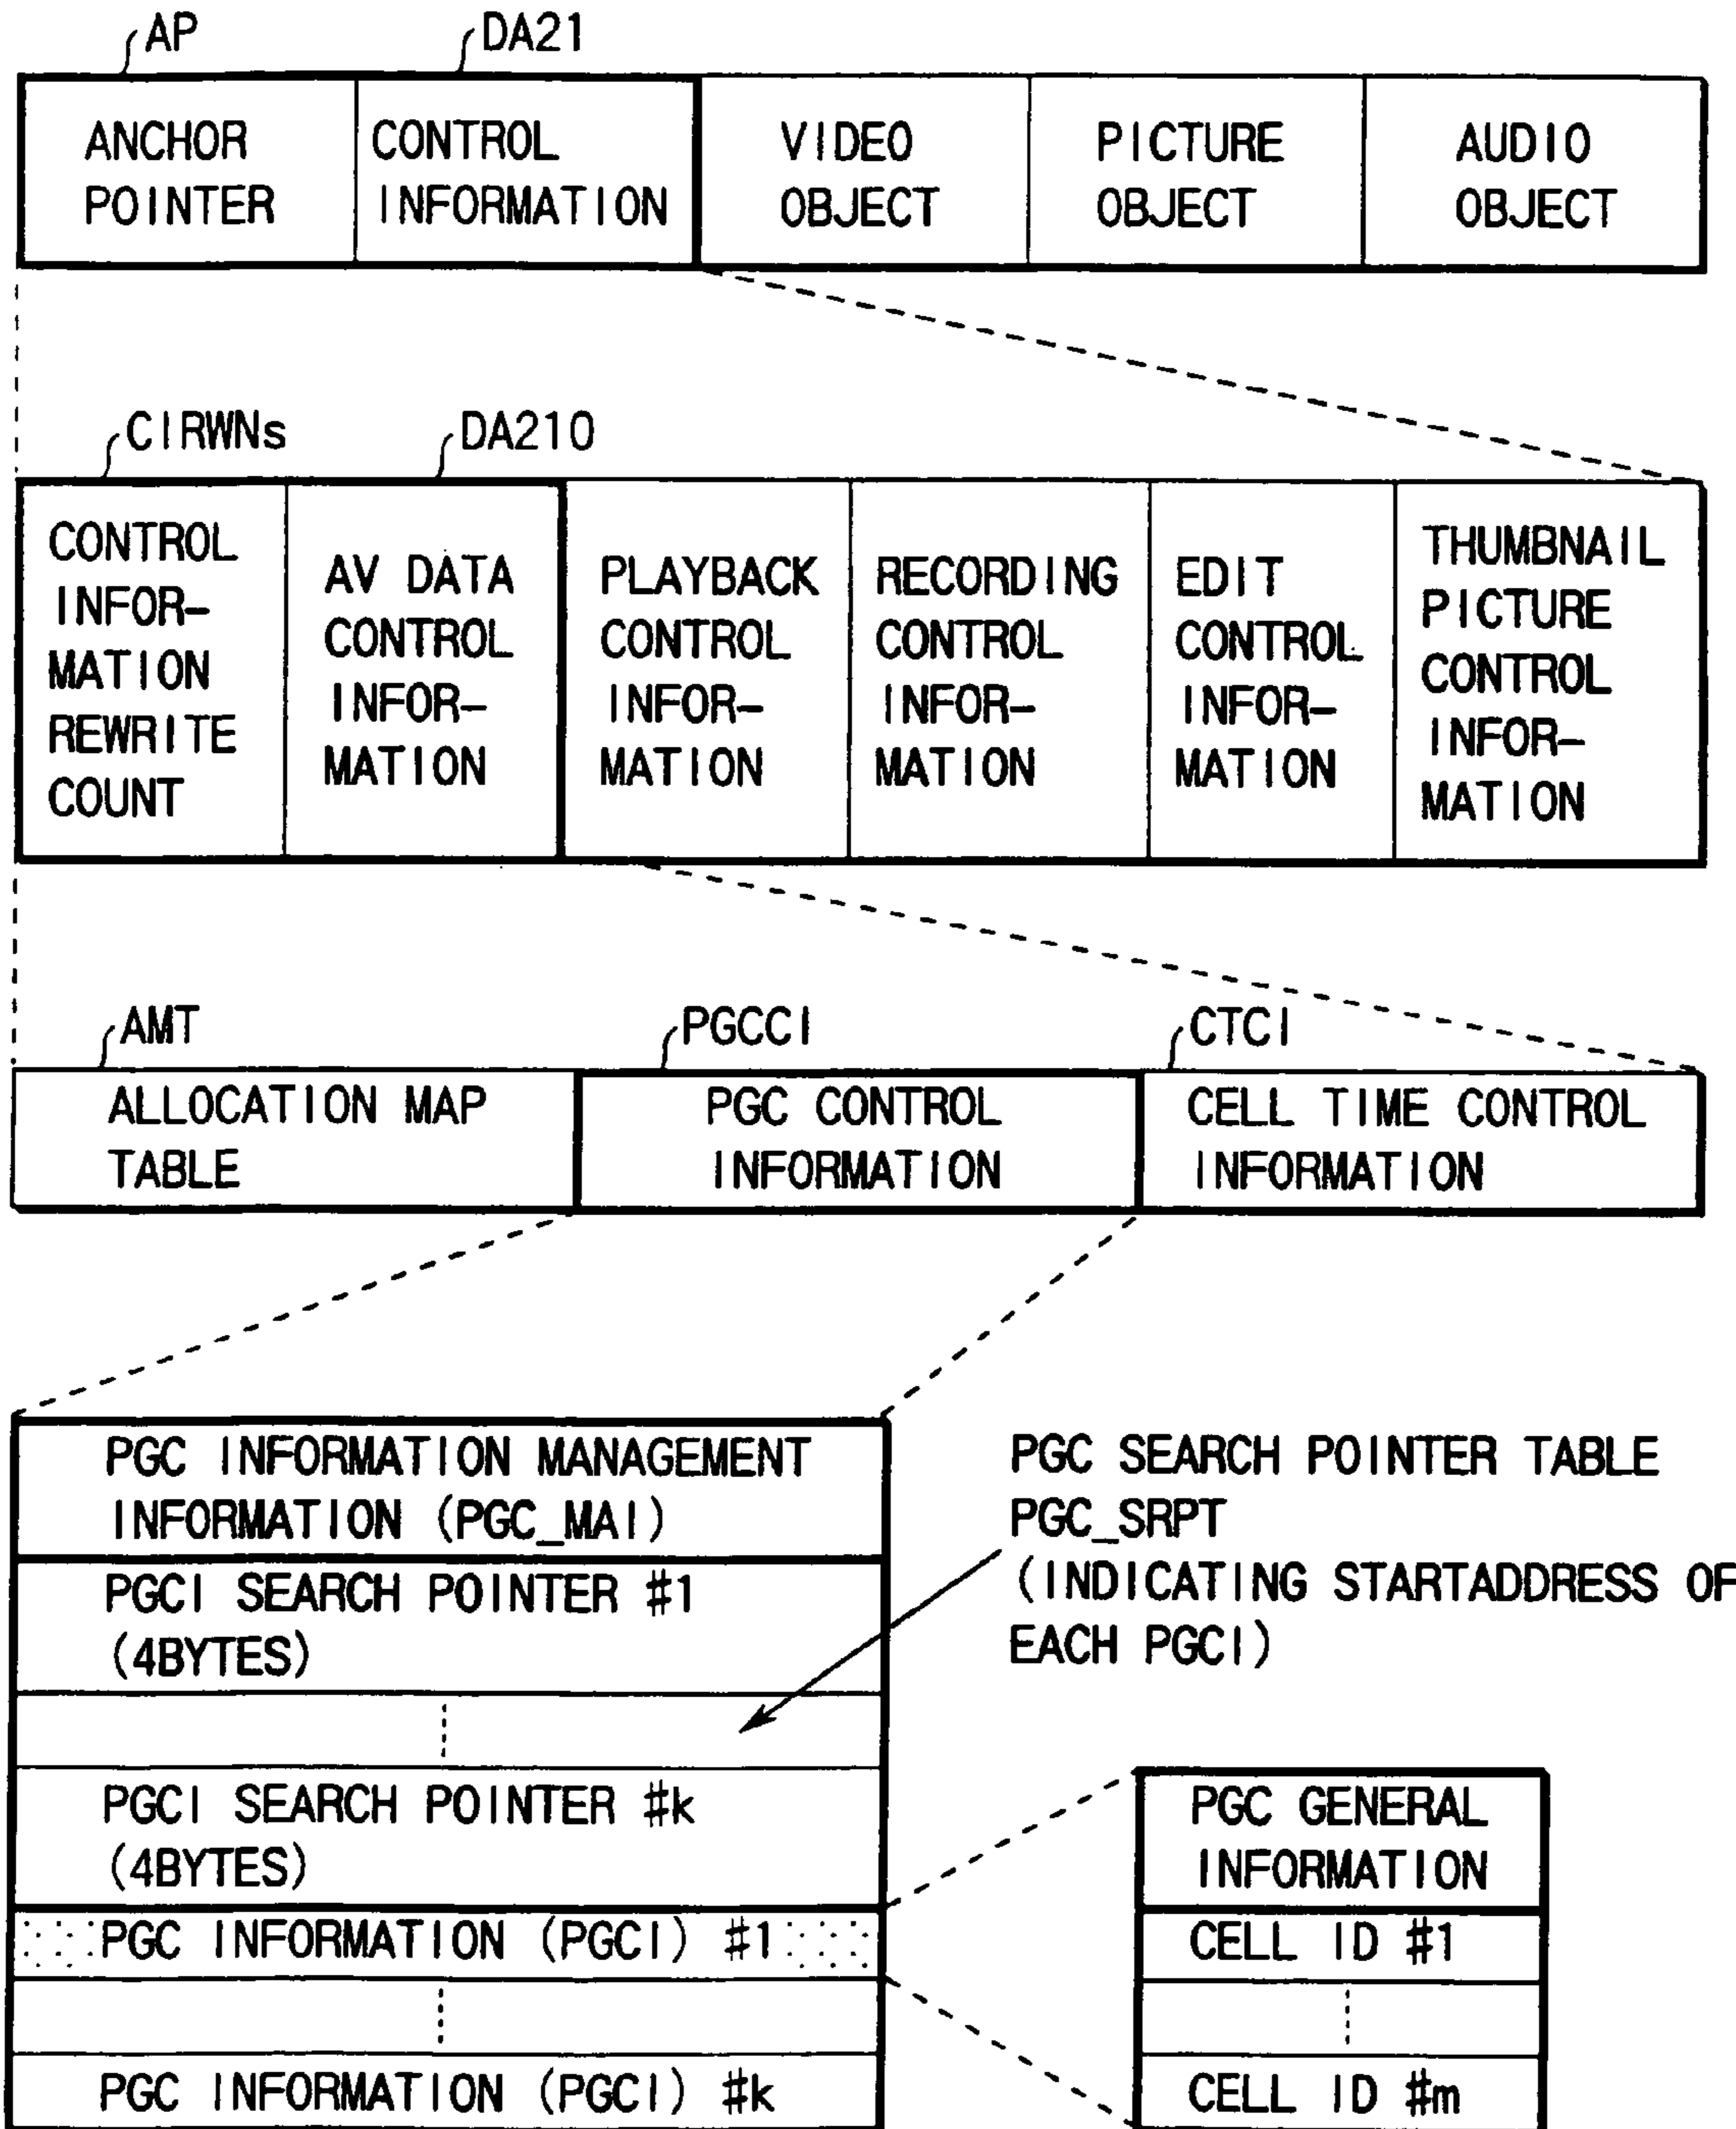 AP
DA21
ANCHOR
POINTER
CONTROL
INFORMATION
VIDEO
OBJECT
PICTURE
OBJECT
AUDIO
OBJECT
CIRWNs
DA210
CONTROL
INFOR-
MATION
REWRITE
COUNT
AV DATA
CONTROL
INFOR-
MATION
PLAYBACK
CONTROL
INFOR-
MATION
RECORDING
CONTROL
INFOR-
MATION
EDIT
CONTROL
INFOR-
MATION
THUMBNAIL
PICTURE
CONTROL
INFOR-
MATION
AMT
PGCCI
CTCI
ALLOCATION MAP
TABLE
PGC CONTROL
INFORMATION
CELL TIME CONTROL
INFORMATION
PGC INFORMATION MANAGEMENT
INFORMATION (PGC_MAI)
PGCI SEARCH POINTER #1
(4BYTES)
PGCI SEARCH POINTER #k
(4BYTES)
PGC INFORMATION (PGCI) #1
PGC INFORMATION (PGCI) #k
PGC SEARCH POINTER TABLE
PGC_SRPT
(INDICATING STARTADDRESS OF
EACH PGCI)
PGC GENERAL
INFORMATION
CELL ID #1
CELL ID #m